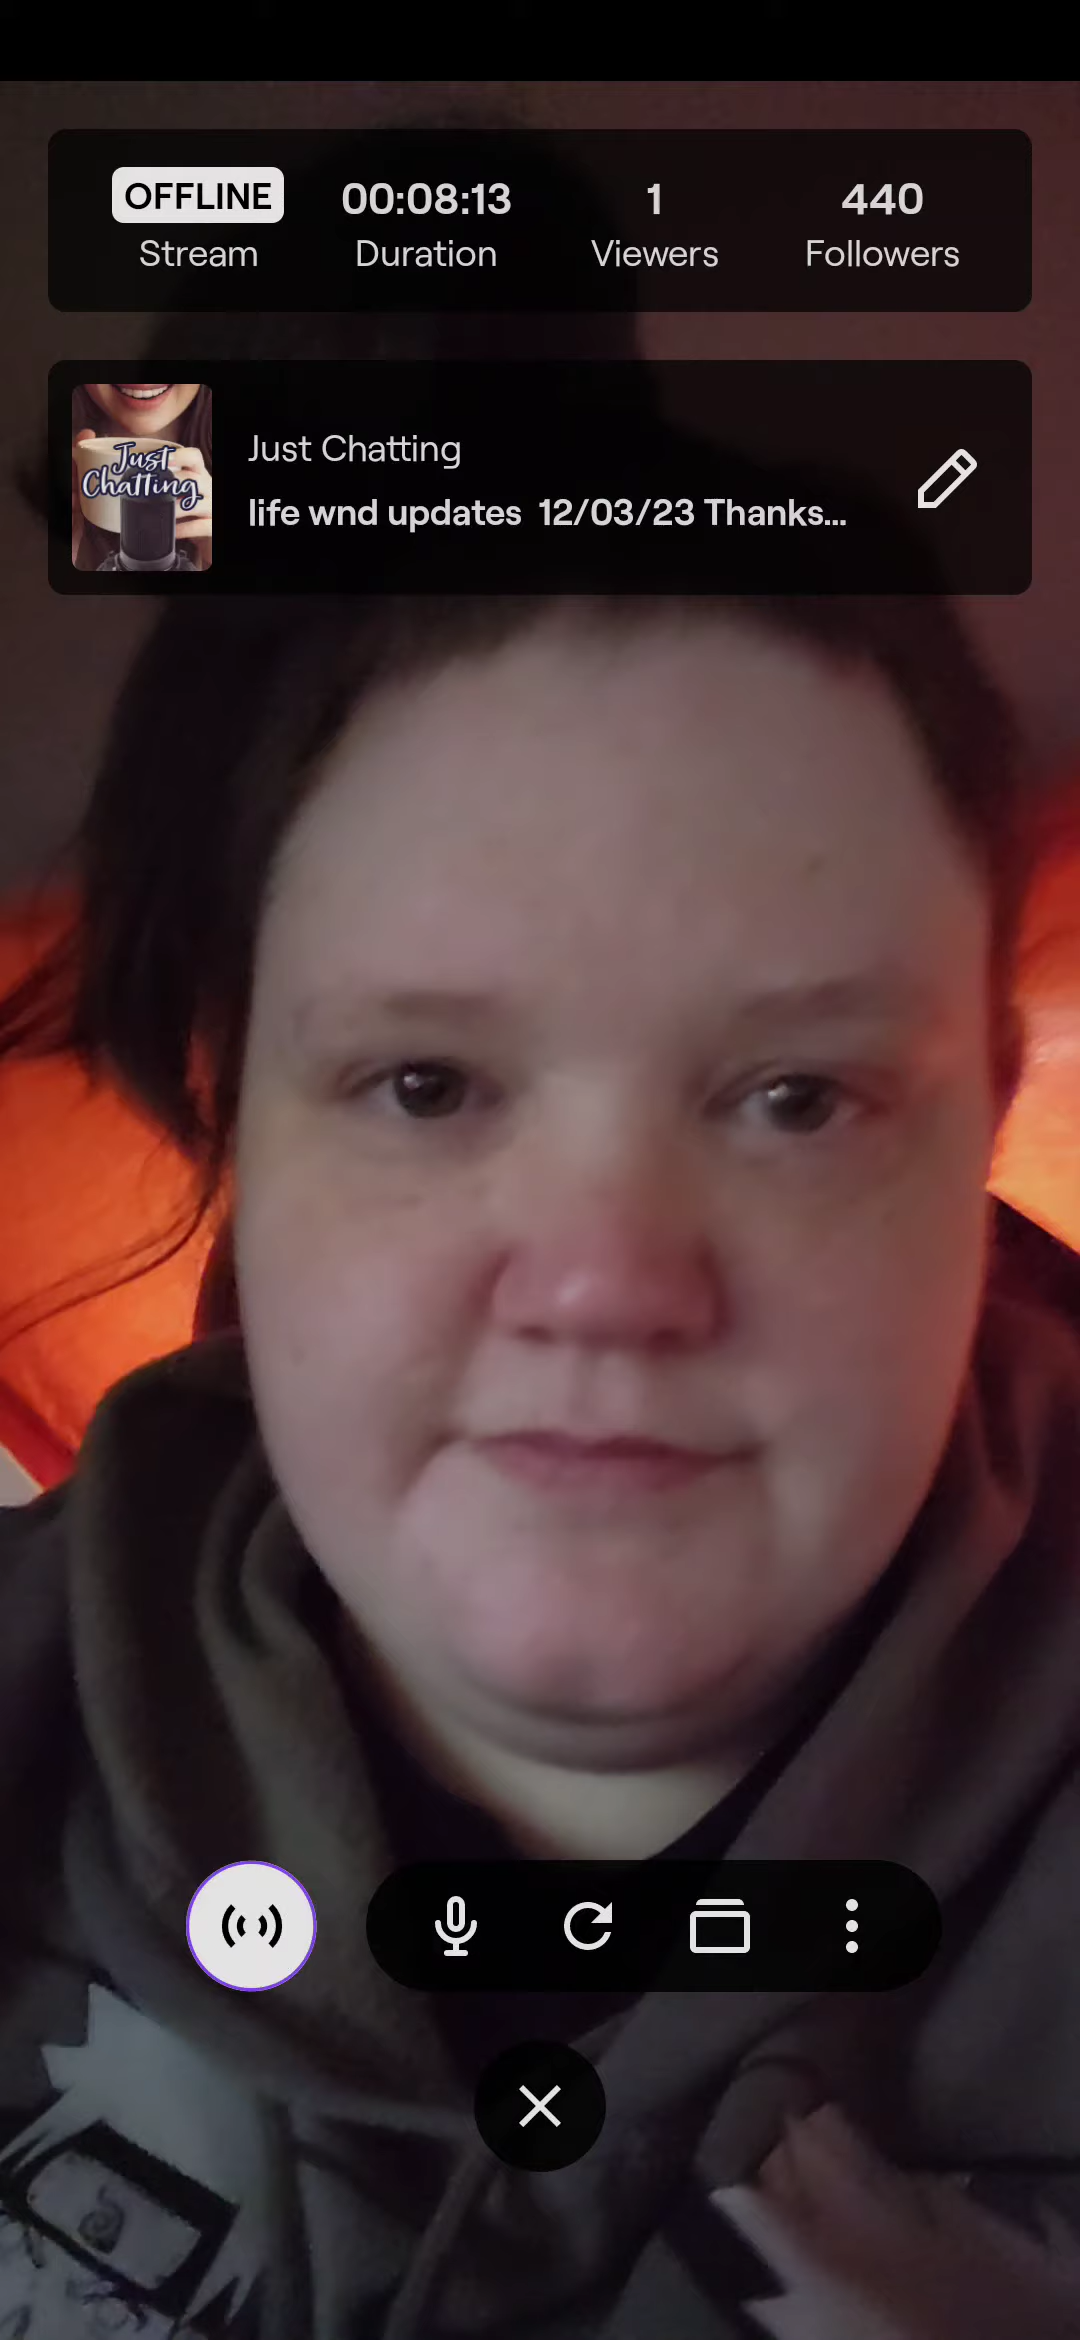 OFFLINE 00:08:13 1 440
Stream Duration Viewers Followers
Just Chatting
Just
Chatting
life wnd updates 12/03/23 Thanks...